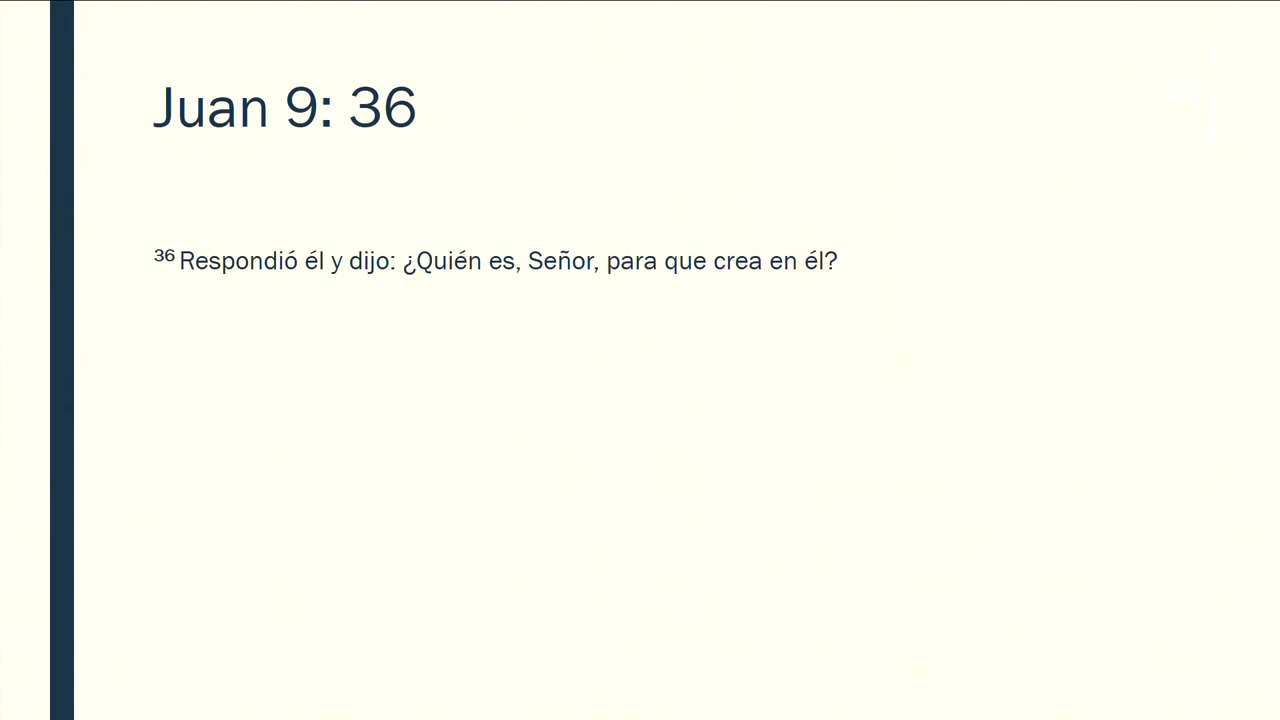 Juan 9: 36
36 Respondió él y dijo: ¿Quién es, Señor, para que crea en él?